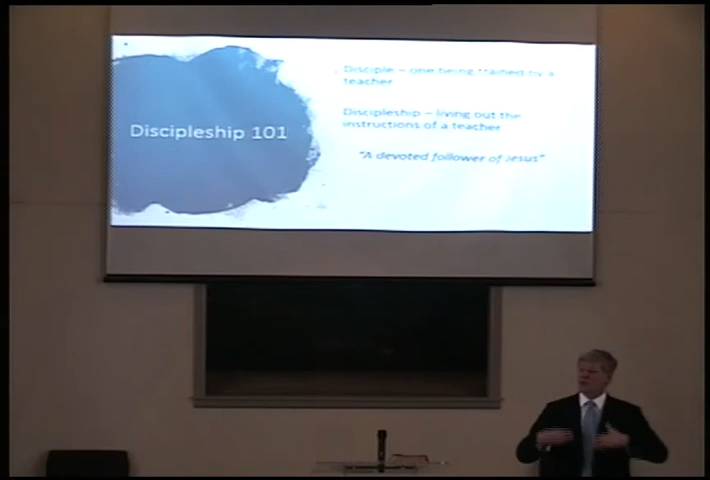 Discipleship 101
Disciple – one being trained by a
teacher
Discipleship – living out the
instructions of a teacher
"A devoted follower of Jesus"